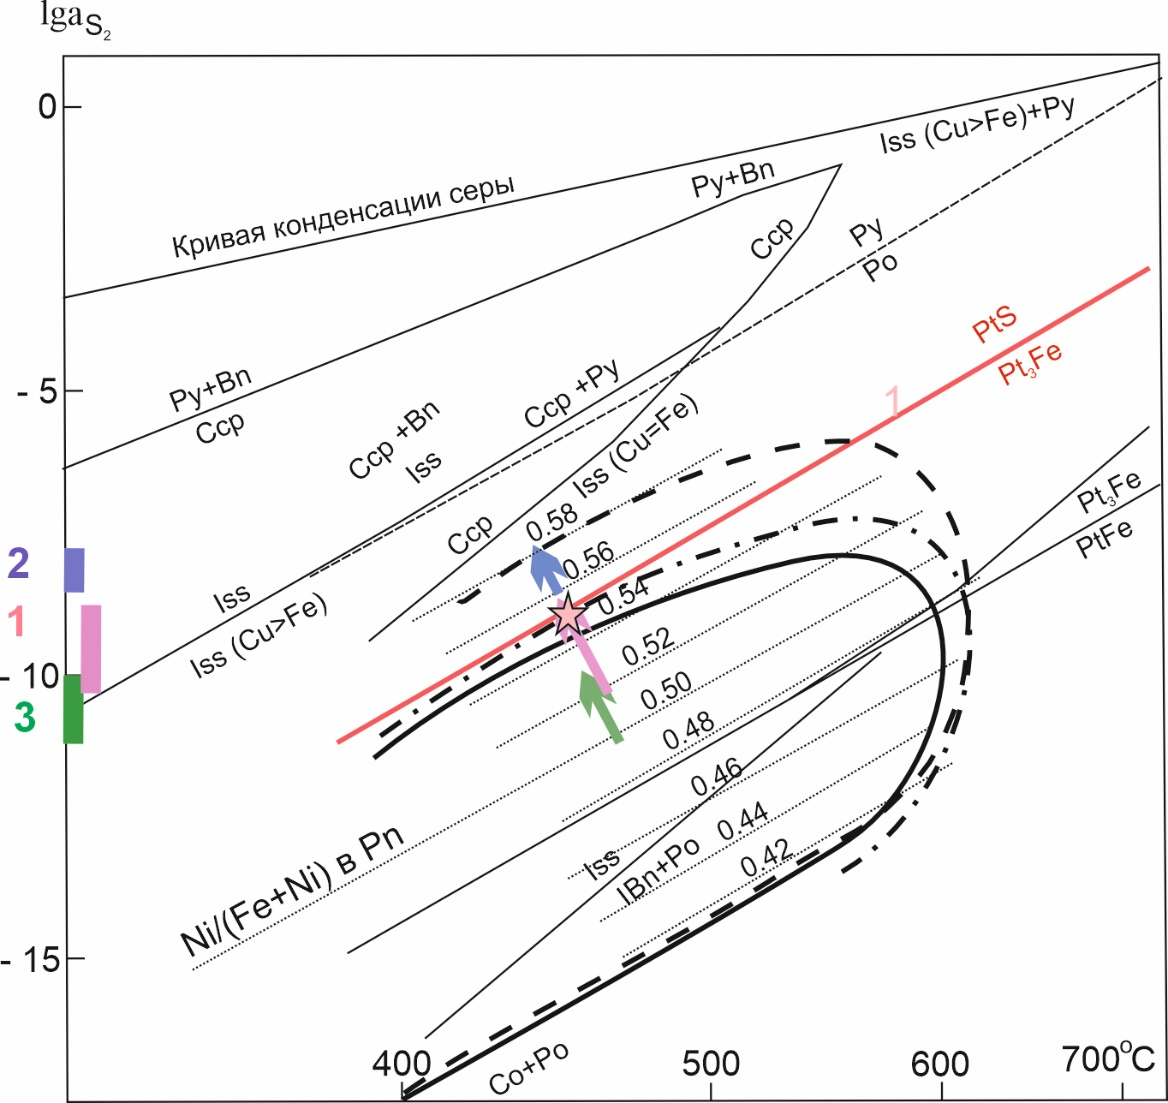 lga S₂
0
Iss (Cu>Fe)+Py
Py+Bn
Кривая конденсации серы
Ccp
Py
Po
PtS
Pt₃Fe
- 5
Py+Bn
Ccp
Ccp +Py
1
Ccp +Bn
Iss
Iss (Cu=Fe)
Ccp
0.58
Pt₃Fe
PtFe
2
0.56
0.54
1
Iss
Iss (Cu>Fe)
0.52
- 10
0.50
3
0.48
0.46
0.44
0.42
Iss
IBn+Po
Ni/(Fe+Ni) в Pn
- 15
Co+Po
400
500
600
700°C